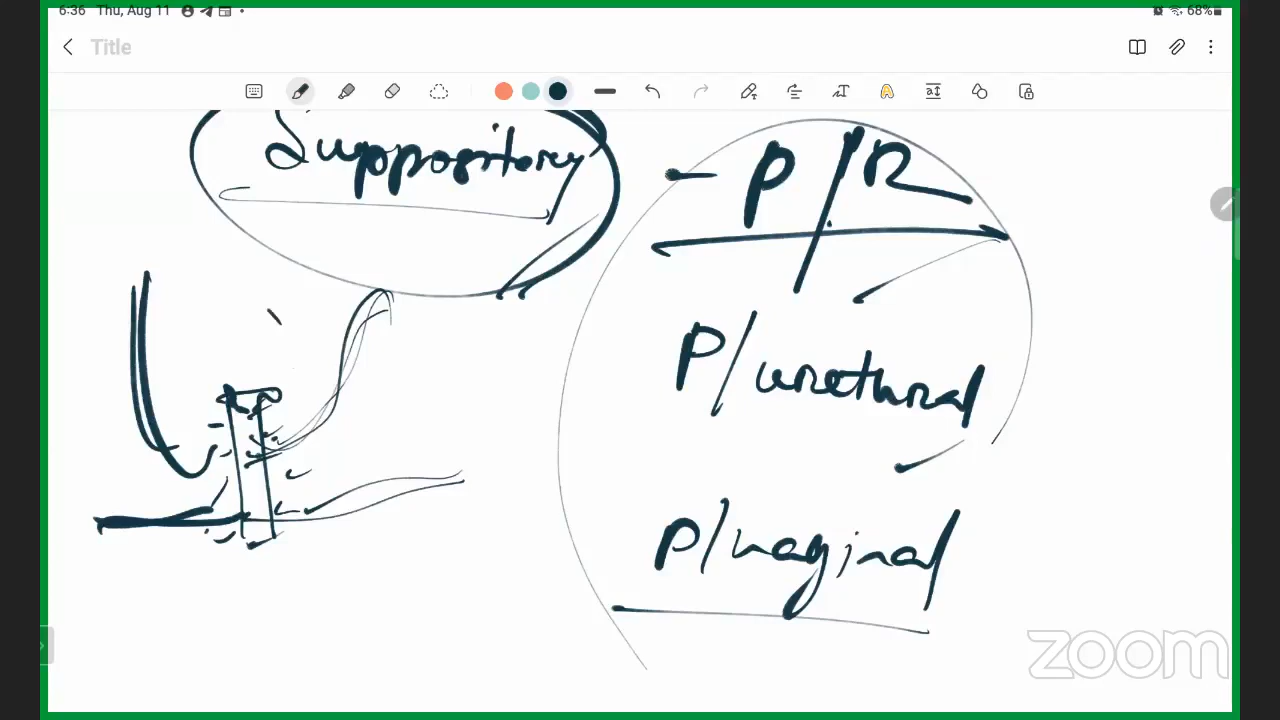 6:36 Thu, Aug 11
68%
Title
Suppository
- P/R
P/urethral
P/vaginal
zoom